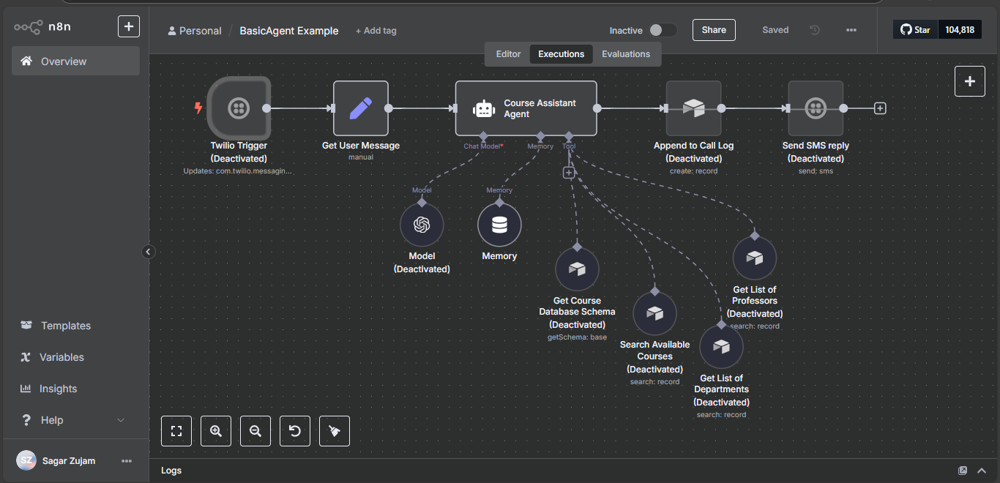 n8n
Personal / BasicAgent Example + Add tag
Inactive
Share
Saved
Star 104,818
Overview
Editor Executions Evaluations
Twilio Trigger
(Deactivated)
Updates: com.twilio.messagin...
Get User Message
manual
Course Assistant
Agent
Chat Model*
Memory
Tool
Append to Call Log
(Deactivated)
create: record
Send SMS reply
(Deactivated)
send: sms
Model
Model
(Deactivated)
Memory
Memory
Get Course
Database Schema
(Deactivated)
getSchema: base
Search Available
Courses
(Deactivated)
search: record
Get List of
Departments
(Deactivated)
search: record
Get List of
Professors
(Deactivated)
search: record
Templates
Variables
Insights
Help
SZ Sagar Zujam
Logs